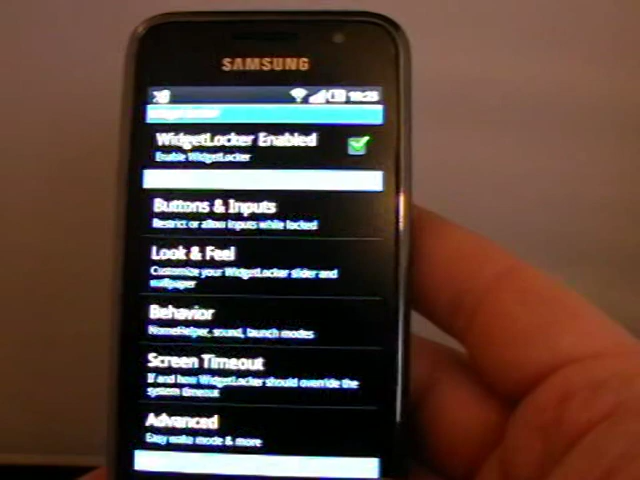 SAMSUNG
WidgetLocker Enabled
Enable WidgetLocker
Buttons & Inputs
Restrict or allow inputs while locked
Look & Feel
Customize your WidgetLocker slider and
wallpaper
Behavior
HomeHelper, sound, launch modes
Screen Timeout
If and how WidgetLocker should override the
system timeout
Advanced
Easy wake mode & more